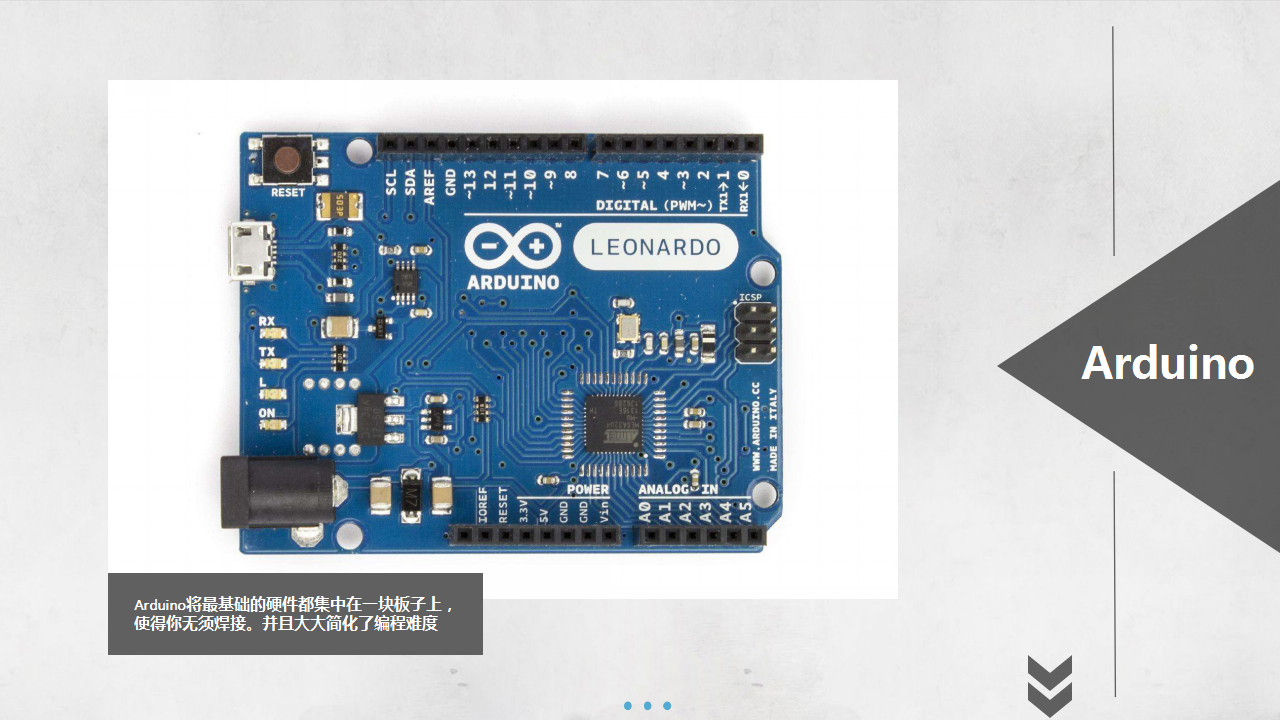 RESET
SCL
SDA
AREF
GND
~13
12
~11
~10
~9
8
7
~6
~5
4
~3
2
TX1→1
RX1←0
DIGITAL (PWM~)
ARDUINO
TM
LEONARDO
ICSP
RX
TX
L
ON
Arduino
WWW.ARDUINO.CC
MADE IN ITALY
M7
POWER
ANALOG IN
IOREF
RESET
3.3V
5V
GND
GND
Vin
A0
A1
A2
A3
A4
A5
Arduino将最基础的硬件都集中在一块板子上，
使得你无须焊接。并且大大简化了编程难度